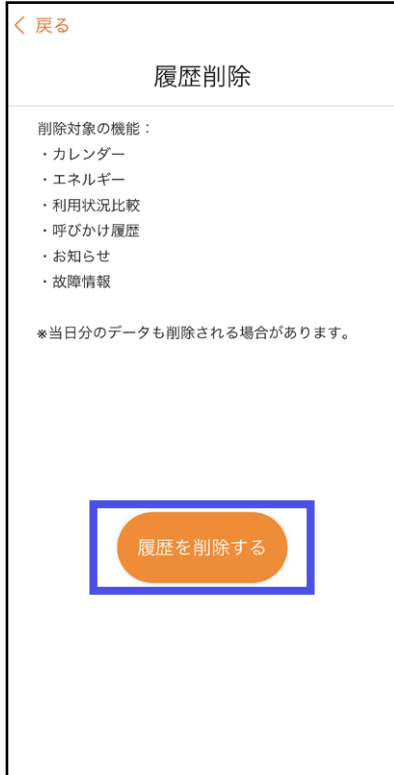 < 戻る
履歴削除
削除対象の機能：
・カレンダー
・エネルギー
・利用状況比較
・呼びかけ履歴
・お知らせ
・故障情報
※当日分のデータも削除される場合があります。
履歴を削除する